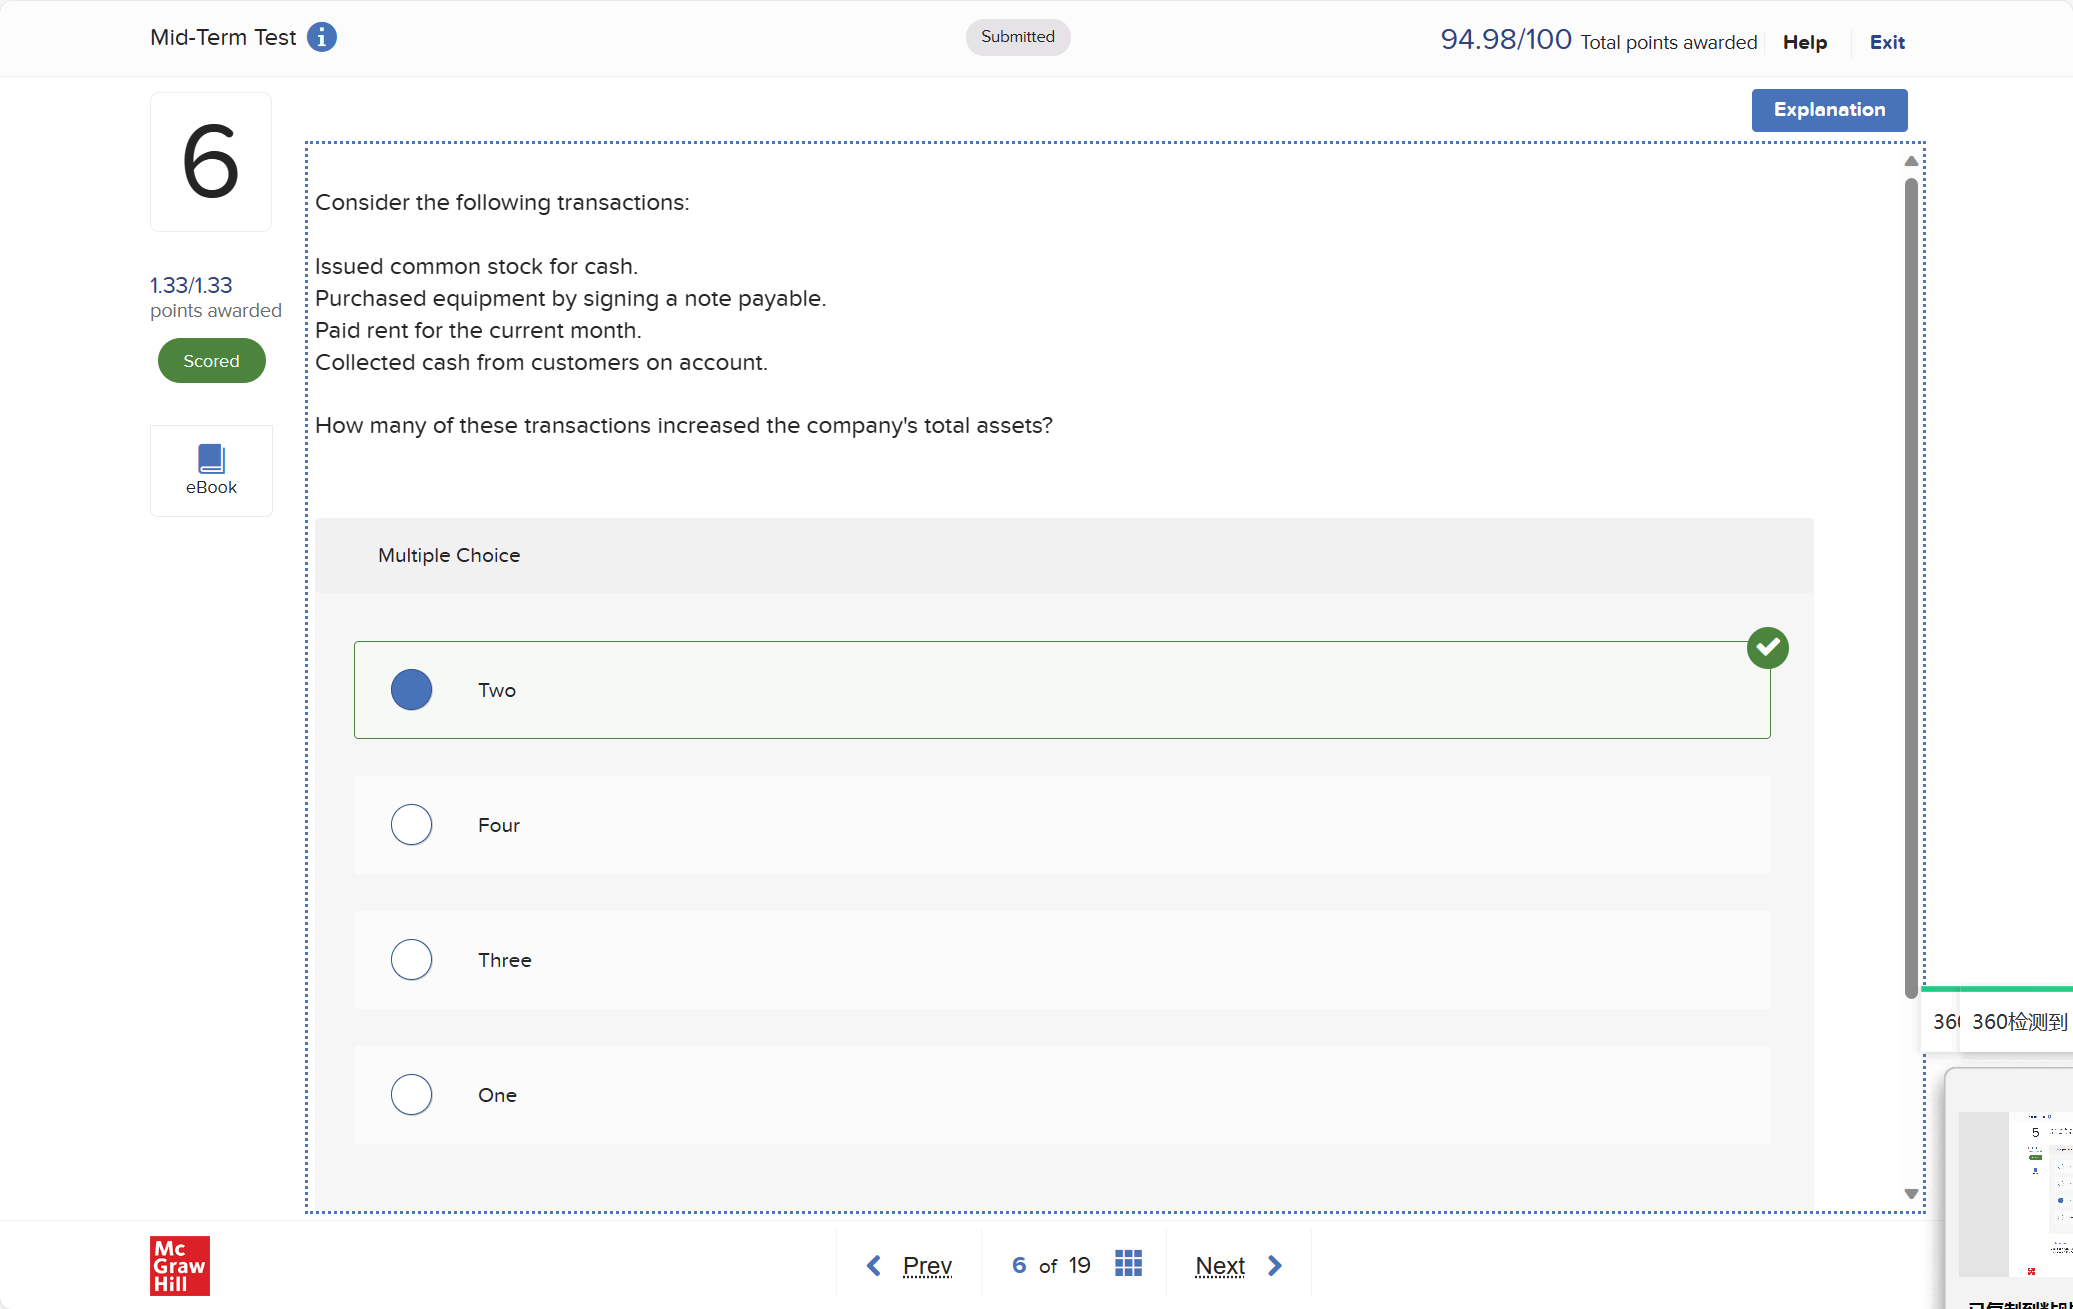 Mid-Term Test
Submitted
94.98/100 Total points awarded
Help
Exit
Explanation
6
1.33/1.33
points awarded
Scored
eBook
Consider the following transactions:
Issued common stock for cash.
Purchased equipment by signing a note payable.
Paid rent for the current month.
Collected cash from customers on account.
How many of these transactions increased the company's total assets?
Multiple Choice
Two
Four
Three
One
360检测到
5
Mc
Graw
Hill
Prev
6 of 19
Next